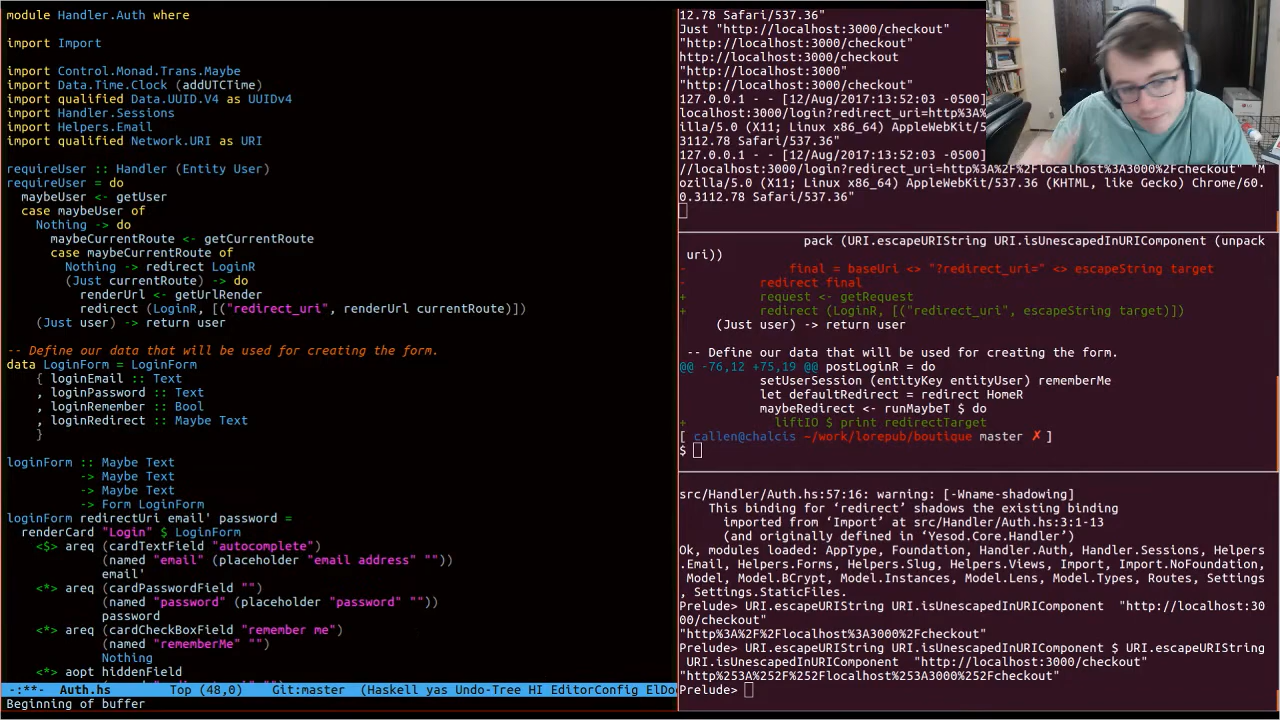 module Handler.Auth where
import Import
import Control.Monad.Trans.Maybe
import Data.Time.Clock (addUTCTime)
import qualified Data.UUID.V4 as UUIDv4
import Handler.Sessions
import Helpers.Email
import qualified Network.URI as URI
requireUser :: Handler (Entity User)
requireUser = do
maybeUser <- getUser
case maybeUser of
Nothing -> do
maybeCurrentRoute <- getCurrentRoute
case maybeCurrentRoute of
Nothing -> redirect LoginR
(Just currentRoute) -> do
renderUrl <- getUrlRender
redirect (LoginR, [("redirect_uri", renderUrl currentRoute)])
(Just user) -> return user
-- Define our data that will be used for creating the form.
data LoginForm = LoginForm
{ loginEmail :: Text
, loginPassword :: Text
, loginRemember :: Bool
, loginRedirect :: Maybe Text
}
loginForm :: Maybe Text
-> Maybe Text
-> Maybe Text
-> Form LoginForm
loginForm redirectUri email' password =
renderCard "Login" $ LoginForm
<$> areq (cardTextField "autocomplete")
(named "email" (placeholder "email address" ""))
email'
<*> areq (cardPasswordField "")
(named "password" (placeholder "password" ""))
password
<*> areq (cardCheckBoxField "remember me")
(named "rememberMe" "")
Nothing
<*> aopt hiddenField
-:**- Auth.hs Top (48,0) Git:master (Haskell yas Undo-Tree HI EditorConfig ElDo
Beginning of buffer
12.78 Safari/537.36"
Just "http://localhost:3000/checkout"
"http://localhost:3000/checkout"
http://localhost:3000/checkout
"http://localhost:3000"
"http://localhost:3000/checkout"
127.0.0.1 - - [12/Aug/2017:13:52:03 -0500]
localhost:3000/login?redirect_uri=http%3A%
illa/5.0 (X11; Linux x86_64) AppleWebKit/5
3112.78 Safari/537.36"
127.0.0.1 - - [12/Aug/2017:13:52:03 -0500]
//localhost:3000/login?redirect_uri=http%3A%2F%2Flocalhost%3A3000%2Fcheckout" "M
ozilla/5.0 (X11; Linux x86_64) AppleWebKit/537.36 (KHTML, like Gecko) Chrome/60.
0.3112.78 Safari/537.36"
pack (URI.escapeURIString URI.isUnescapedInURIComponent (unpack
uri))
- final = baseUri <> "?redirect_uri=" <> escapeString target
- redirect final
+ request <- getRequest
+ redirect (LoginR, [("redirect_uri", escapeString target)])
(Just user) -> return user
-- Define our data that will be used for creating the form.
@@ -76,12 +75,19 @@ postLoginR = do
setUserSession (entityKey entityUser) rememberMe
let defaultRedirect = redirect HomeR
maybeRedirect <- runMaybeT $ do
+ liftIO $ print redirectTarget
[ callen@chalcis ~/work/lorepub/boutique master ✗ ]
$
src/Handler/Auth.hs:57:16: warning: [-Wname-shadowing]
This binding for ‘redirect’ shadows the existing binding
imported from ‘Import’ at src/Handler/Auth.hs:3:1-13
(and originally defined in ‘Yesod.Core.Handler’)
Ok, modules loaded: AppType, Foundation, Handler.Auth, Handler.Sessions, Helpers
.Email, Helpers.Forms, Helpers.Slug, Helpers.Views, Import, Import.NoFoundation,
Model, Model.BCrypt, Model.Instances, Model.Lens, Model.Types, Routes, Settings
, Settings.StaticFiles.
Prelude> URI.escapeURIString URI.isUnescapedInURIComponent "http://localhost:30
00/checkout"
"http%3A%2F%2Flocalhost%3A3000%2Fcheckout"
Prelude> URI.escapeURIString URI.isUnescapedInURIComponent $ URI.escapeURIString
URI.isUnescapedInURIComponent "http://localhost:3000/checkout"
"http%253A%252F%252Flocalhost%253A3000%252Fcheckout"
Prelude>